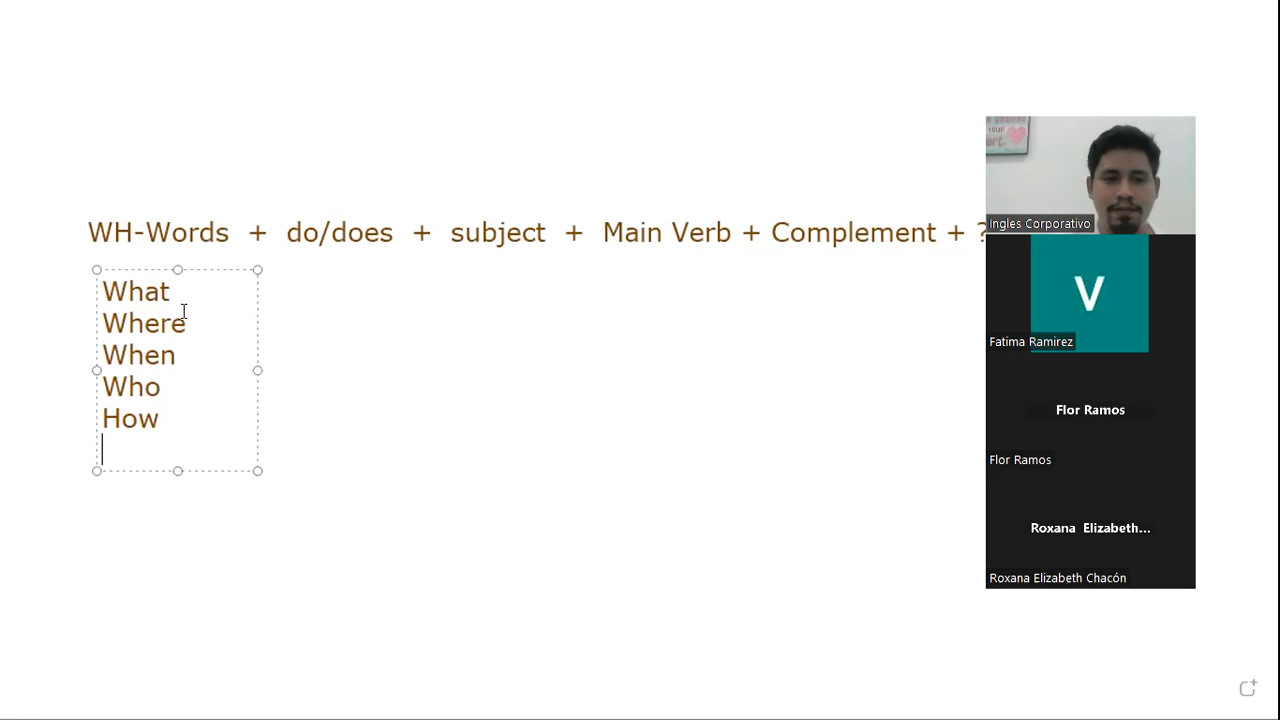 WH-Words + do/does + subject + Main Verb + Complement + ?
What
Where
When
Who
How
YOUR
Ingles Corporativo
V
Fatima Ramirez
Flor Ramos
Flor Ramos
Roxana Elizabeth...
Roxana Elizabeth Chacón